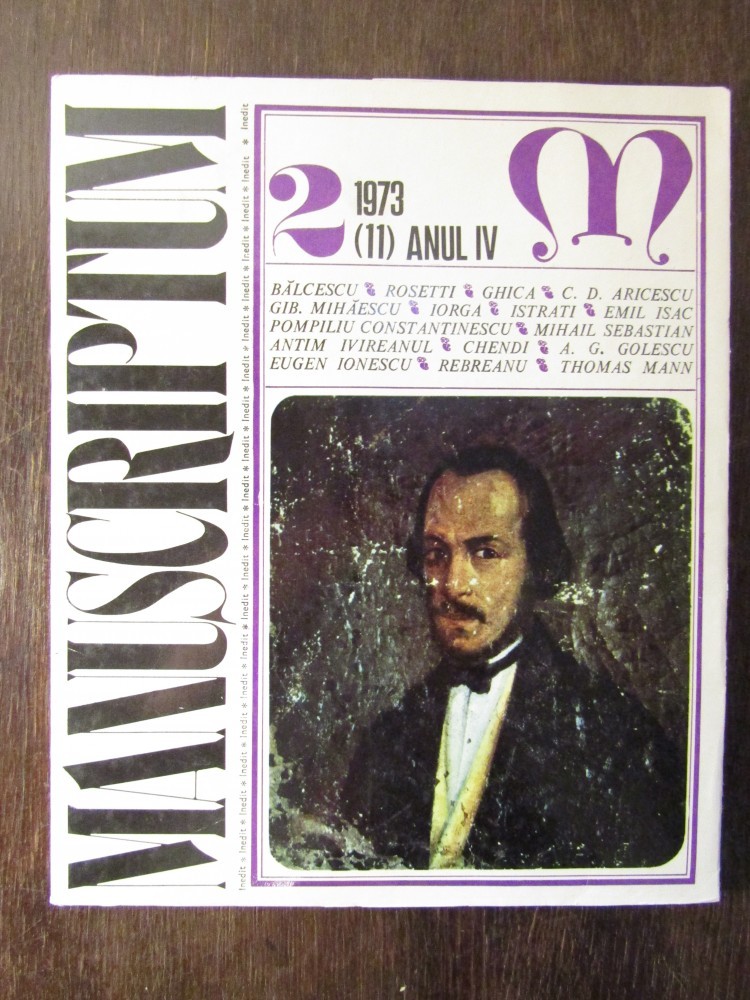 MANUSCRIPTUM
Inedit * Inedit * Inedit * Inedit * Inedit * Inedit * Inedit * Inedit * Inedit * Inedit * Inedit * Inedit * Inedit * Inedit * Inedit
2 1973
(11) ANUL IV
M
BĂLCESCU ROSETTI GHICA C. D. ARICESCU
GIB. MIHĂESCU IORGA ISTRATI EMIL ISAC
POMPILIU CONSTANTINESCU MIHAIL SEBASTIAN
ANTIM IVIREANUL CHENDI A. G. GOLESCU
EUGEN IONESCU REBREANU THOMAS MANN